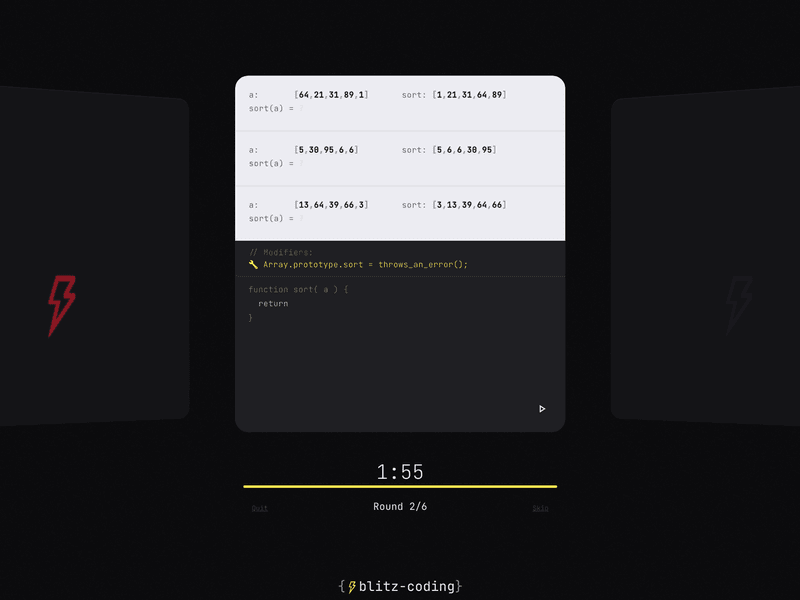 a: [64,21,31,89,1] sort: [1,21,31,64,89]
sort(a) = ?
a: [5,30,95,6,6] sort: [5,6,6,30,95]
sort(a) = ?
a: [13,64,39,66,3] sort: [3,13,39,64,66]
sort(a) = ?
// Modifiers:
🔧 Array.prototype.sort = throws_an_error();
function sort( a ) {
return
}
1:55
Quit Round 2/6 Skip
{⚡blitz-coding}